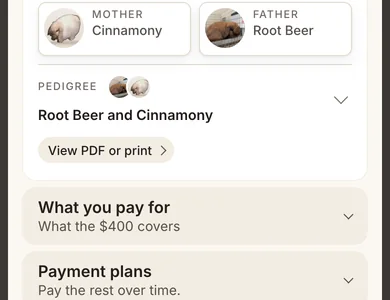 MOTHER
Cinnamony
FATHER
Root Beer
PEDIGREE
Root Beer and Cinnamony
View PDF or print
What you pay for
What the $400 covers
Payment plans
Pay the rest over time.